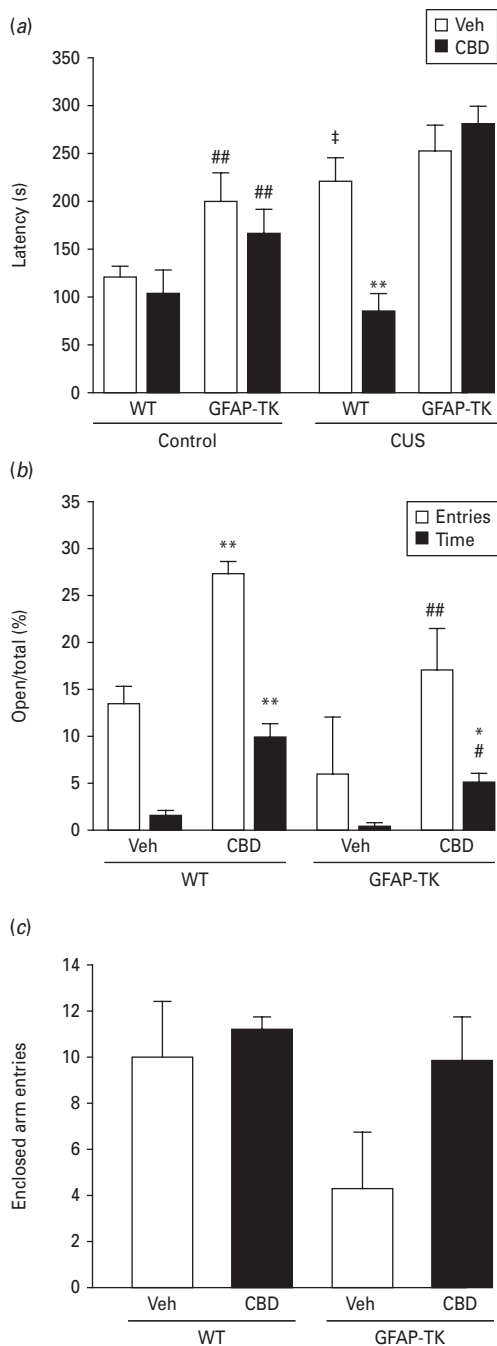 (a)
Veh
CBD
350
300
250
200
150
100
50
0
Latency (s)
##
##
‡
**
WT
GFAP-TK
WT
GFAP-TK
Control
CUS
(b)
Entries
Time
35
30
25
20
15
10
5
0
Open/total (%)
**
**
##
*
#
Veh
CBD
Veh
CBD
WT
GFAP-TK
(c)
14
12
10
8
6
4
2
0
Enclosed arm entries
Veh
CBD
Veh
CBD
WT
GFAP-TK